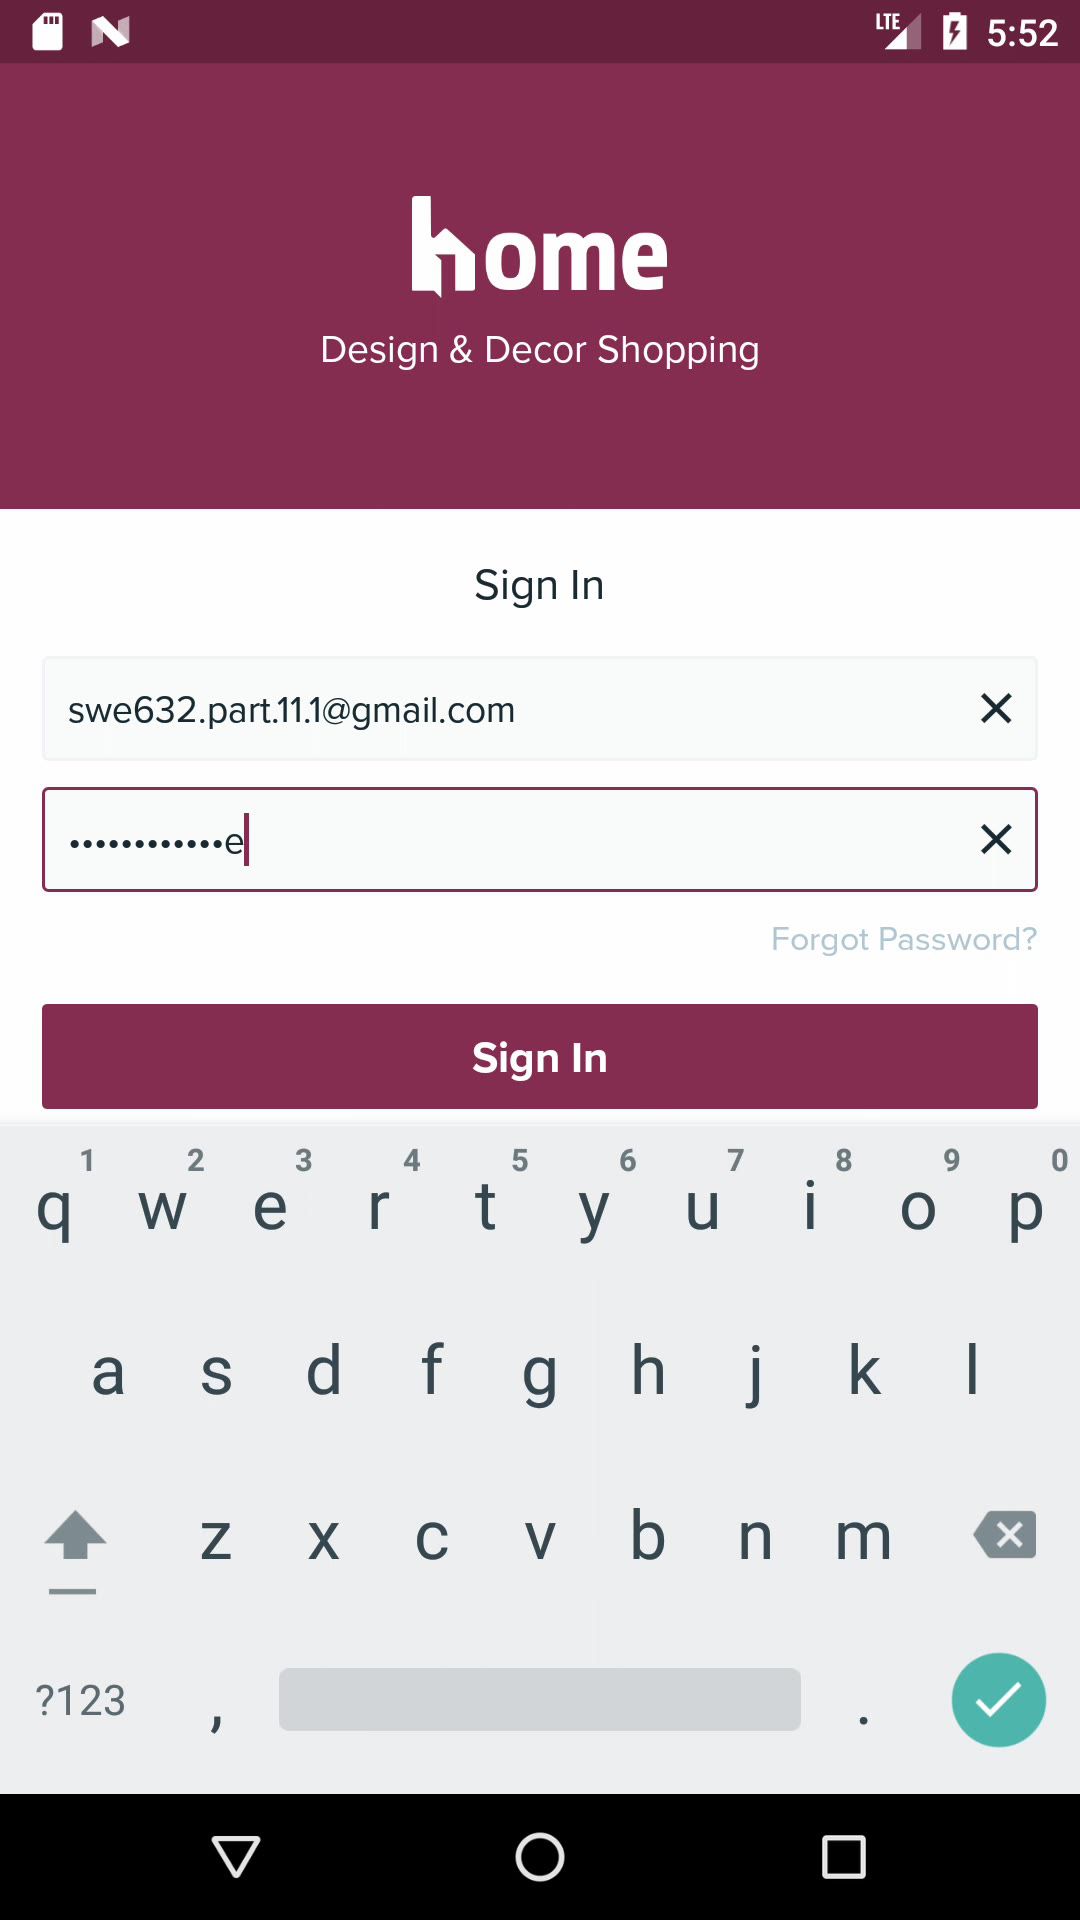 LTE 5:52
home
Design & Decor Shopping
Sign In
swe632.part.11.1@gmail.com
••••••••••••e
Forgot Password?
Sign In
1 2 3 4 5 6 7 8 9 0
q w e r t y u i o p
a s d f g h j k l
z x c v b n m
?123 , .